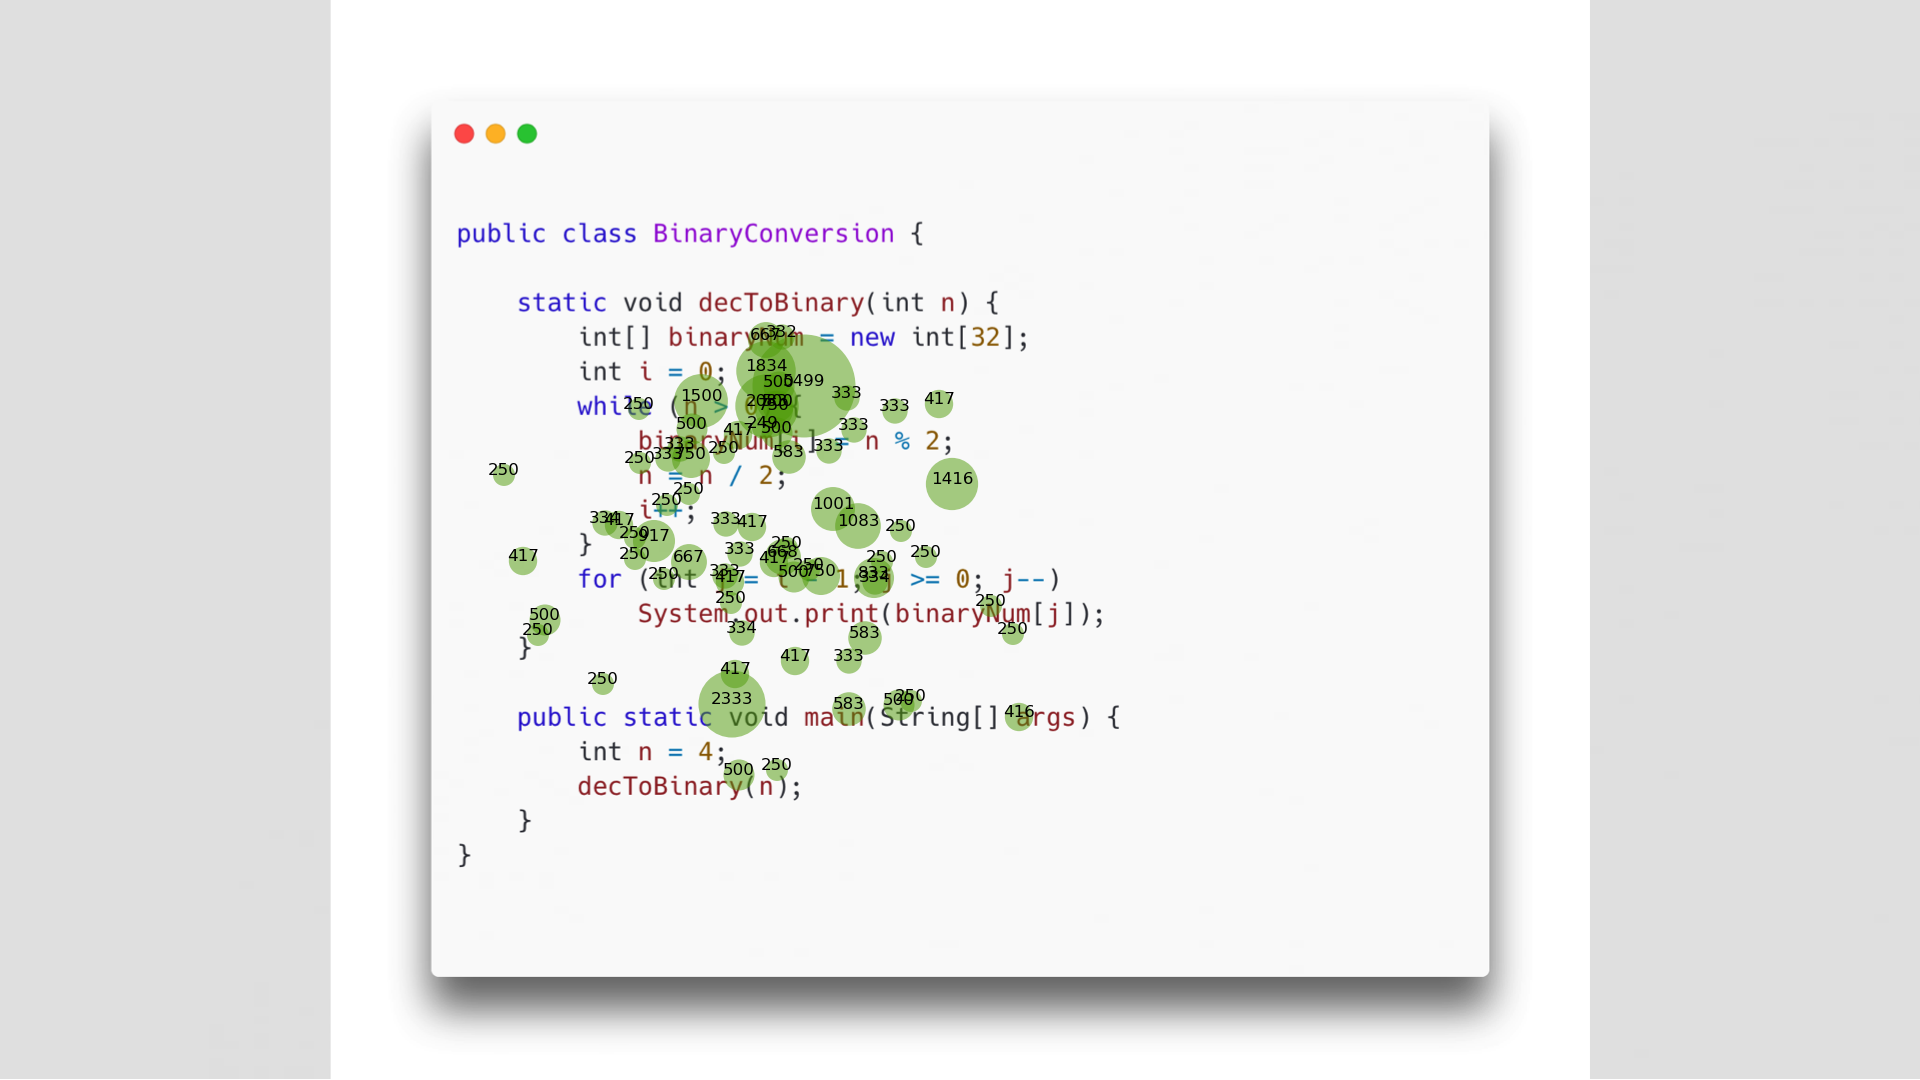 public class BinaryConversion {
static void decToBinary(int n) {
int[] binaryNum = new int[32];
667 332
int i = 0;
1834
500 5499
1500 333
while (n > 0) {
250 333 417
500 417 249 500 333
binaryNum[i] = n % 2;
333 250 583 333
250 333 750
250
n = n / 2;
1416
250 250
1001
i++;
334 417 333 417 1083 250
250 917
}
250 667 333 417 668 250 250 250
for (int j = i - 1; j >= 0; j--)
417 250 333 417 500 750 250 833 334
250 250
System.out.print(binaryNum[j]);
500 250 334 583 250
}
417 417 333
250
2333 583 500 250 416
public static void main(String[] args) {
int n = 4;
500 250
decToBinary(n);
}
}